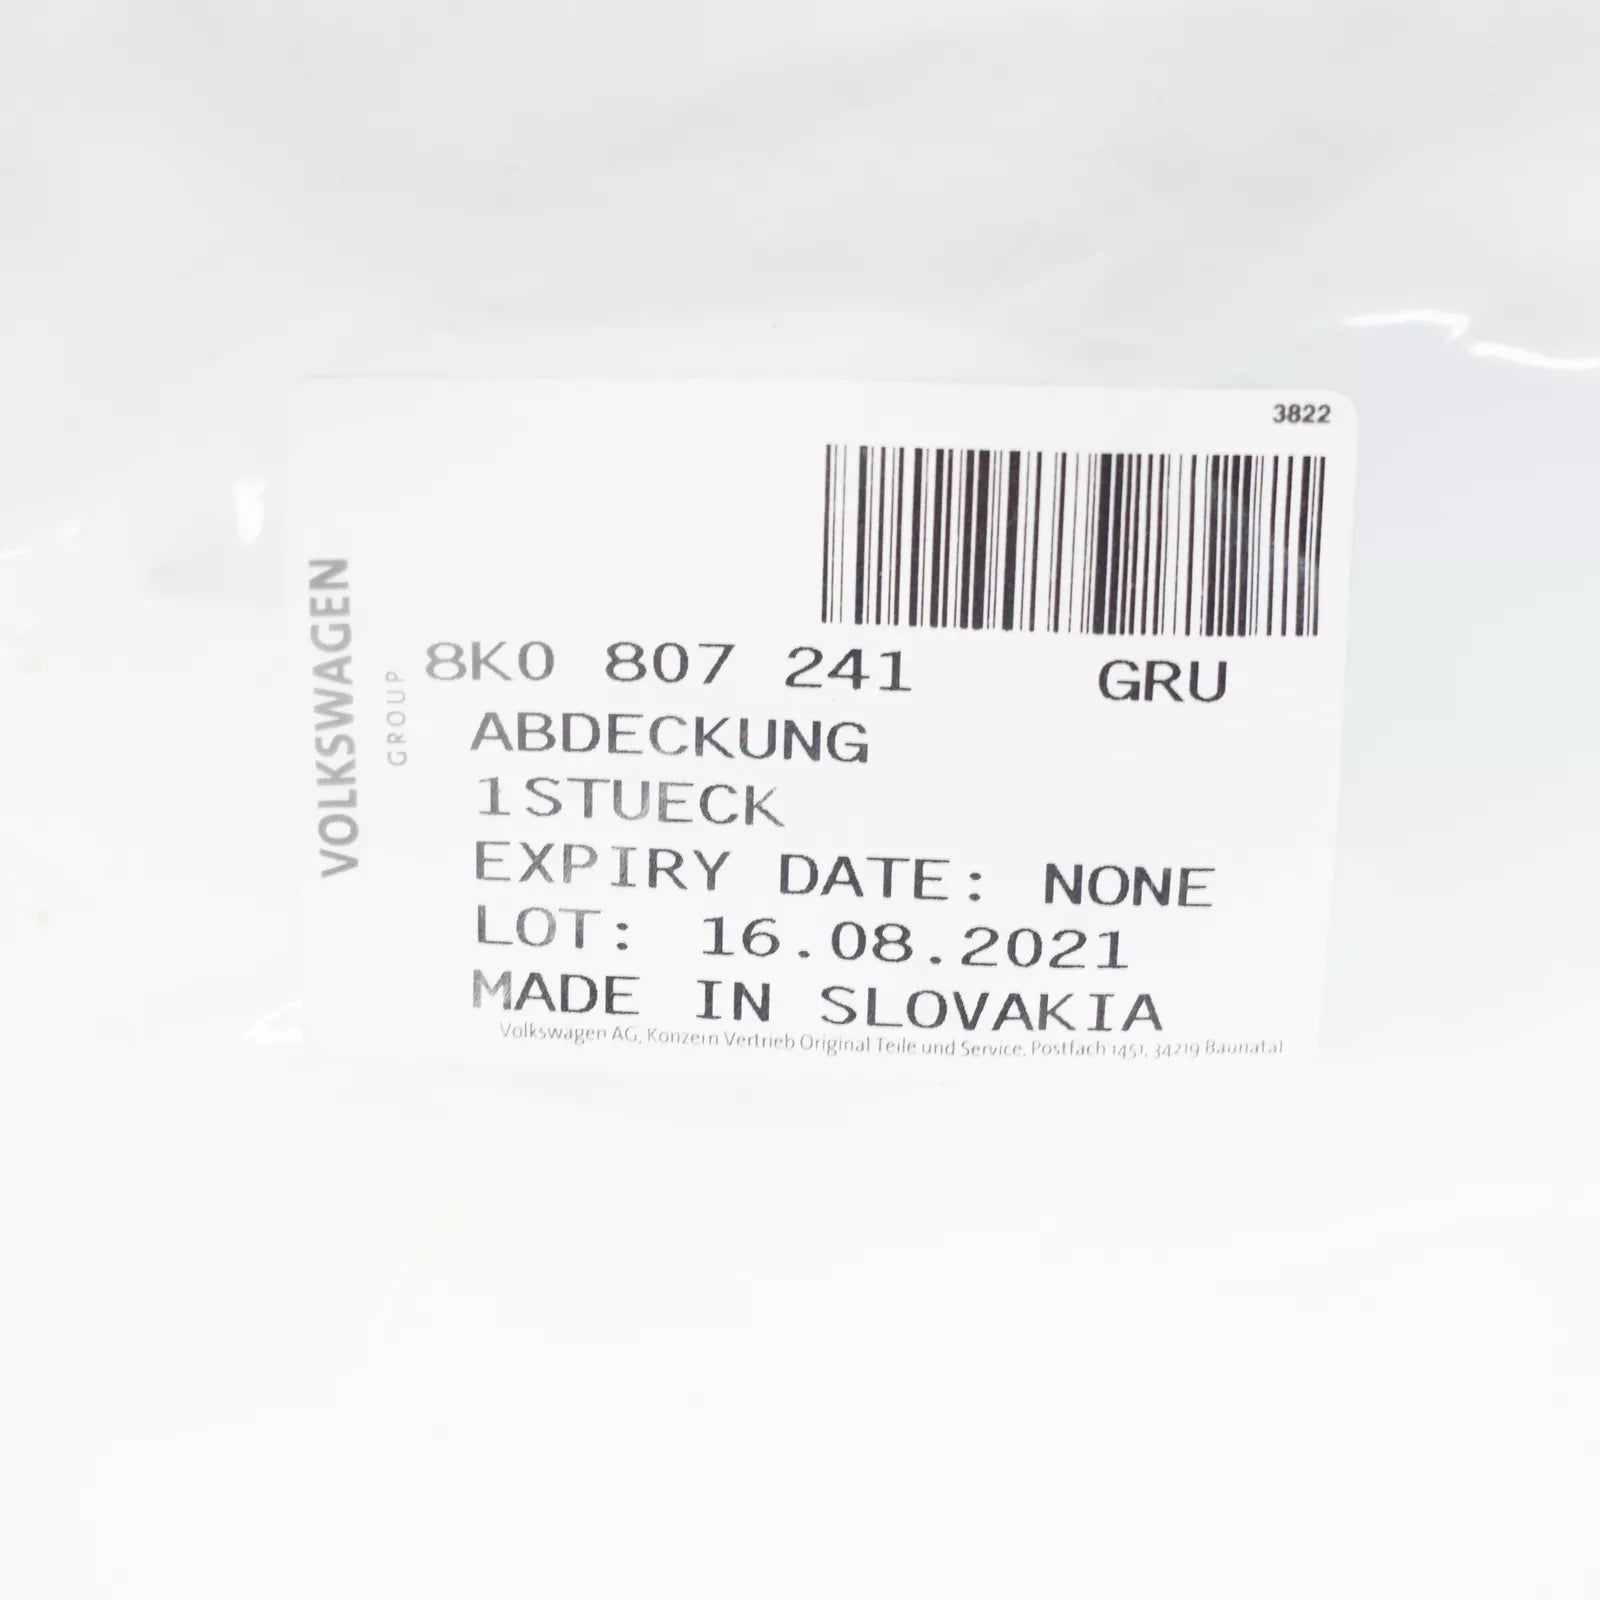 3822
VOLKSWAGEN
GROUP
8K0 807 241 GRU
ABDECKUNG
1STUECK
EXPIRY DATE: NONE
LOT: 16.08.2021
MADE IN SLOVAKIA
Volkswagen AG, Konzern Vertrieb Original Teile und Service, Postfach 1451, 34219 Baunatal